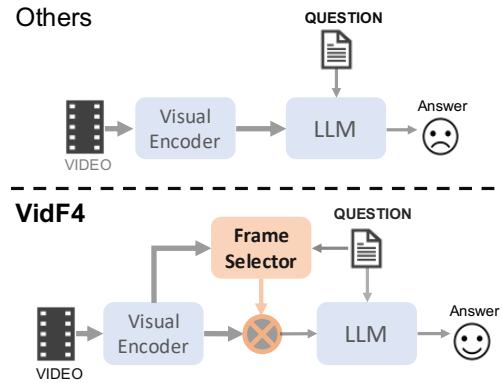 Others
QUESTION
VIDEO
Visual
Encoder
LLM
Answer
VidF4
QUESTION
Frame
Selector
VIDEO
Visual
Encoder
LLM
Answer